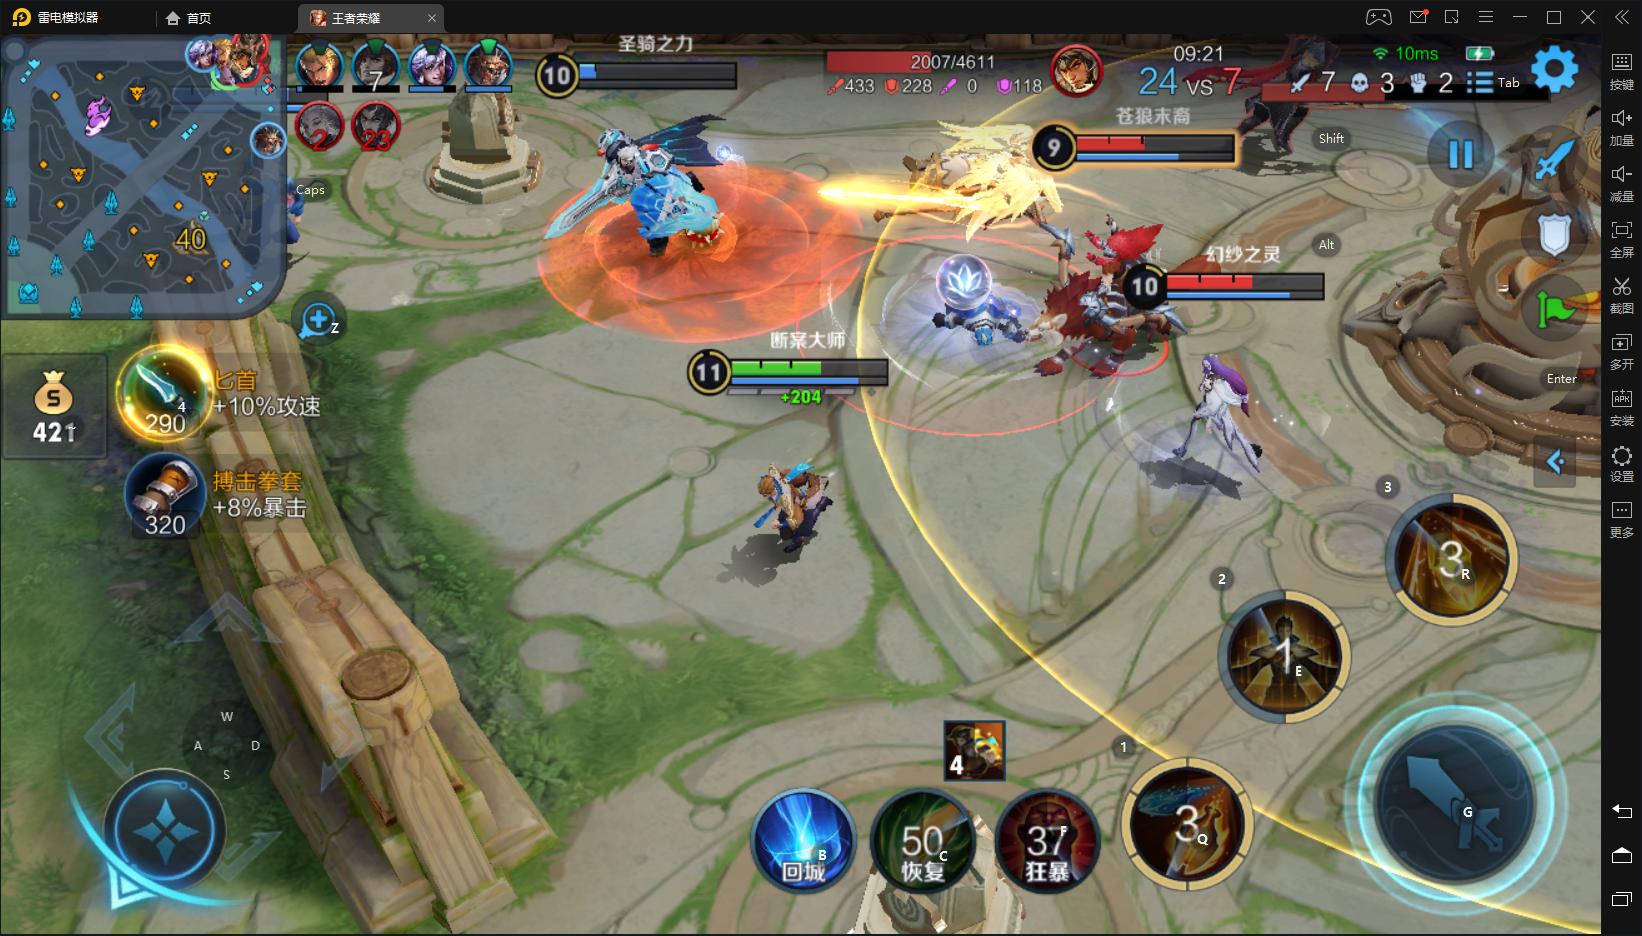 雷电模拟器
首页
王者荣耀
圣骑之力
10
2007/4611
433 228 0 118
09:21
24 VS 7
10ms
7 3 2
Tab
7
2
23
Caps
苍狼末裔
9
Shift
幻纱之灵
10
Alt
40
Z
断案大师
11
+204
421
匕首
+10%攻速
4
290
搏击拳套
+8%暴击
320
Enter
3
3
R
2
1
E
1
3
Q
G
W
A
D
S
4
回城
B
50
恢复
C
37
狂暴
F
按键
加量
减量
全屏
截图
多开
APK
安装
设置
更多